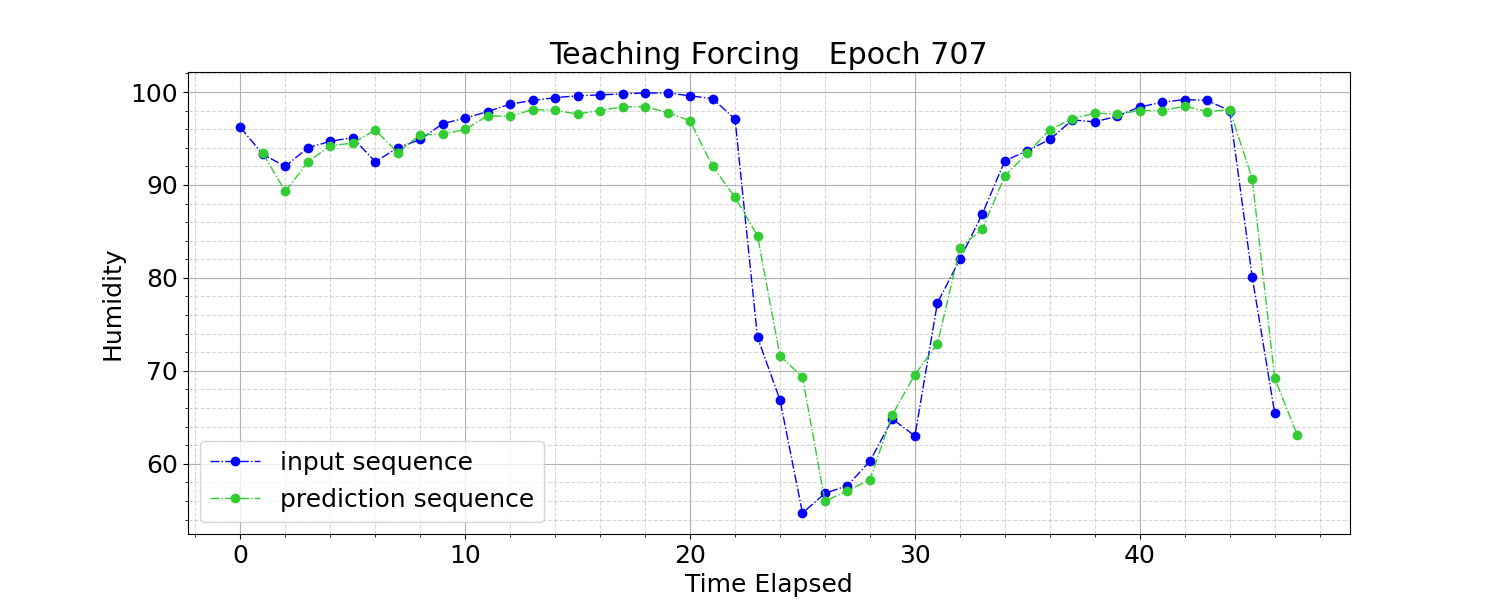 Teaching Forcing   Epoch 707
100
90
80
70
60
Humidity
input sequence
prediction sequence
0 10 20 30 40
Time Elapsed